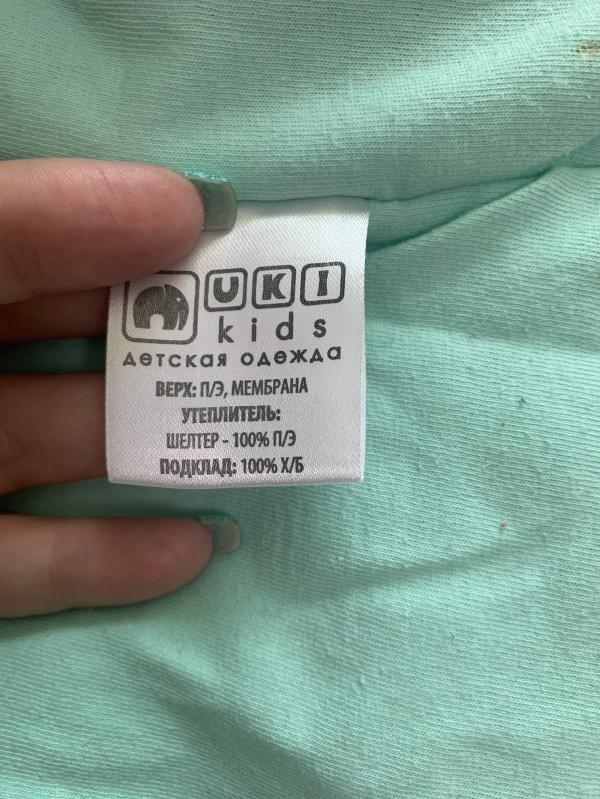 UKI
kids
детская одежда
ВЕРХ: П/Э, МЕМБРАНА
УТЕПЛИТЕЛЬ:
ШЕЛТЕР - 100% П/Э
ПОДКЛАД: 100% Х/Б